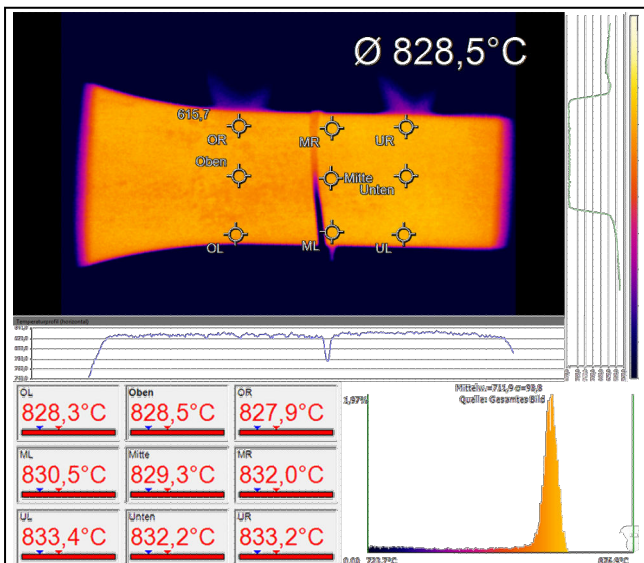 Ø 828,5°C
615,7
OR
MR
UR
Oben
Mitte
Unten
OL
ML
UL
Temperaturprofil (horizontal)
OL
828,3°C
Oben
828,5°C
OR
827,9°C
ML
830,5°C
Mitte
829,3°C
MR
832,0°C
UL
833,4°C
Unten
832,2°C
UR
833,2°C
Mittelw.=711,9 σ=98,8
Quelle: Gesamtes Bild
1,97%
0,00